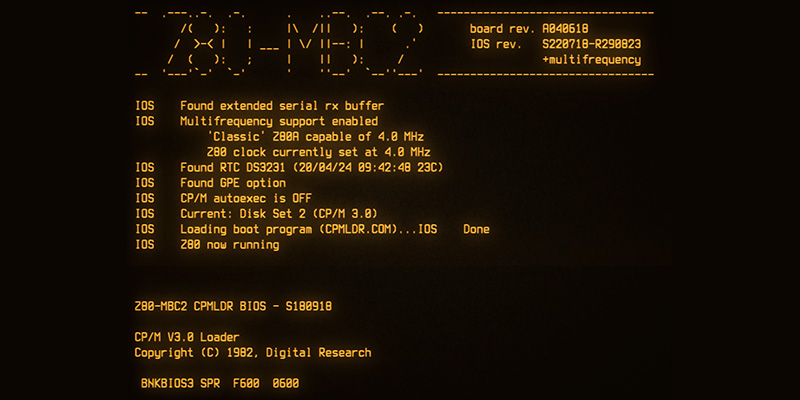 Z80-MBC2
board rev. A040618
IOS rev. S220718-R290823
+multifrequency
IOS Found extended serial rx buffer
IOS Multifrequency support enabled
'Classic' Z80A capable of 4.0 MHz
Z80 clock currently set at 4.0 MHz
IOS Found RTC DS3231 (20/04/24 09:42:48 23C)
IOS Found GPE option
IOS CP/M autoexec is OFF
IOS Current: Disk Set 2 (CP/M 3.0)
IOS Loading boot program (CPMLDR.COM)...IOS Done
IOS Z80 now running
Z80-MBC2 CPMLDR BIOS - S180918
CP/M V3.0 Loader
Copyright (C) 1982, Digital Research
BNKBIOS3 SPR F600 0600